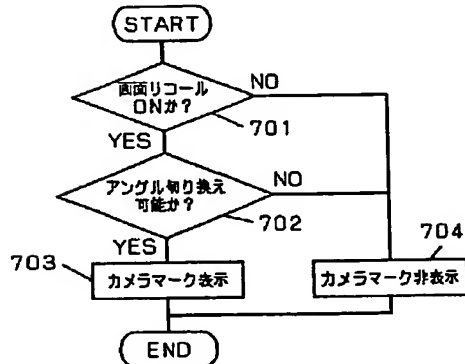 START
画面リコール
ONか?
NO
701
YES
アングル切り換え
可能か?
NO
702
YES
703
704
カメラマーク表示
カメラマーク非表示
END